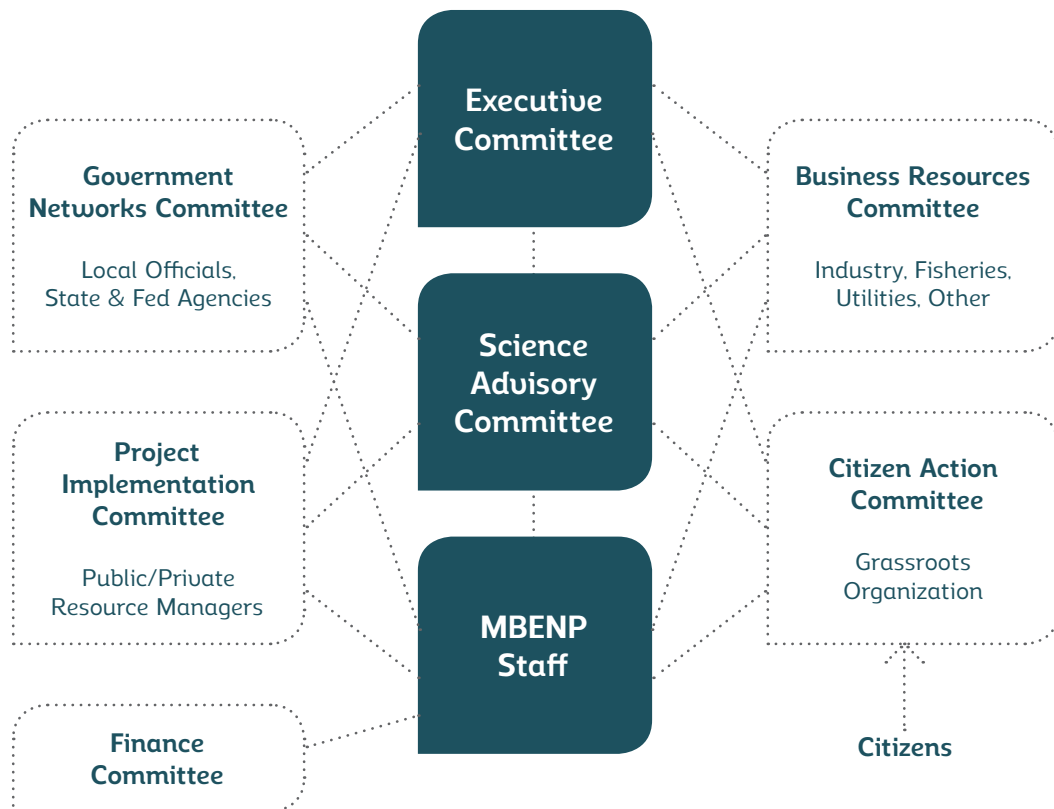 Executive
Committee
Government
Networks Committee
Local Officials,
State & Fed Agencies
Business Resources
Committee
Industry, Fisheries,
Utilities, Other
Science
Advisory
Committee
Project
Implementation
Committee
Public/Private
Resource Managers
Citizen Action
Committee
Grassroots
Organization
MBENP
Staff
Finance
Committee
Citizens